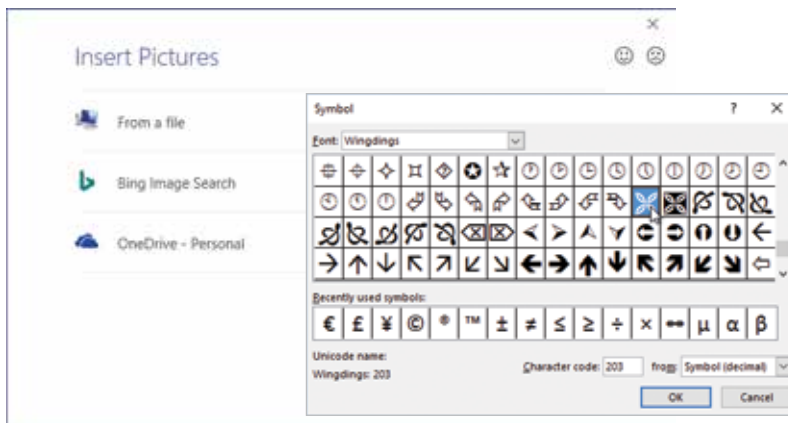 Insert Pictures
From a file
Bing Image Search
OneDrive - Personal
Symbol
Font: Wingdings
Recently used symbols:
€ £ ¥ © ® ™ ± ≠ ≤ ≥ ÷ × ∞ µ α β
Unicode name:
Wingdings: 203
Character code: 203 from: Symbol (decimal)
OK Cancel